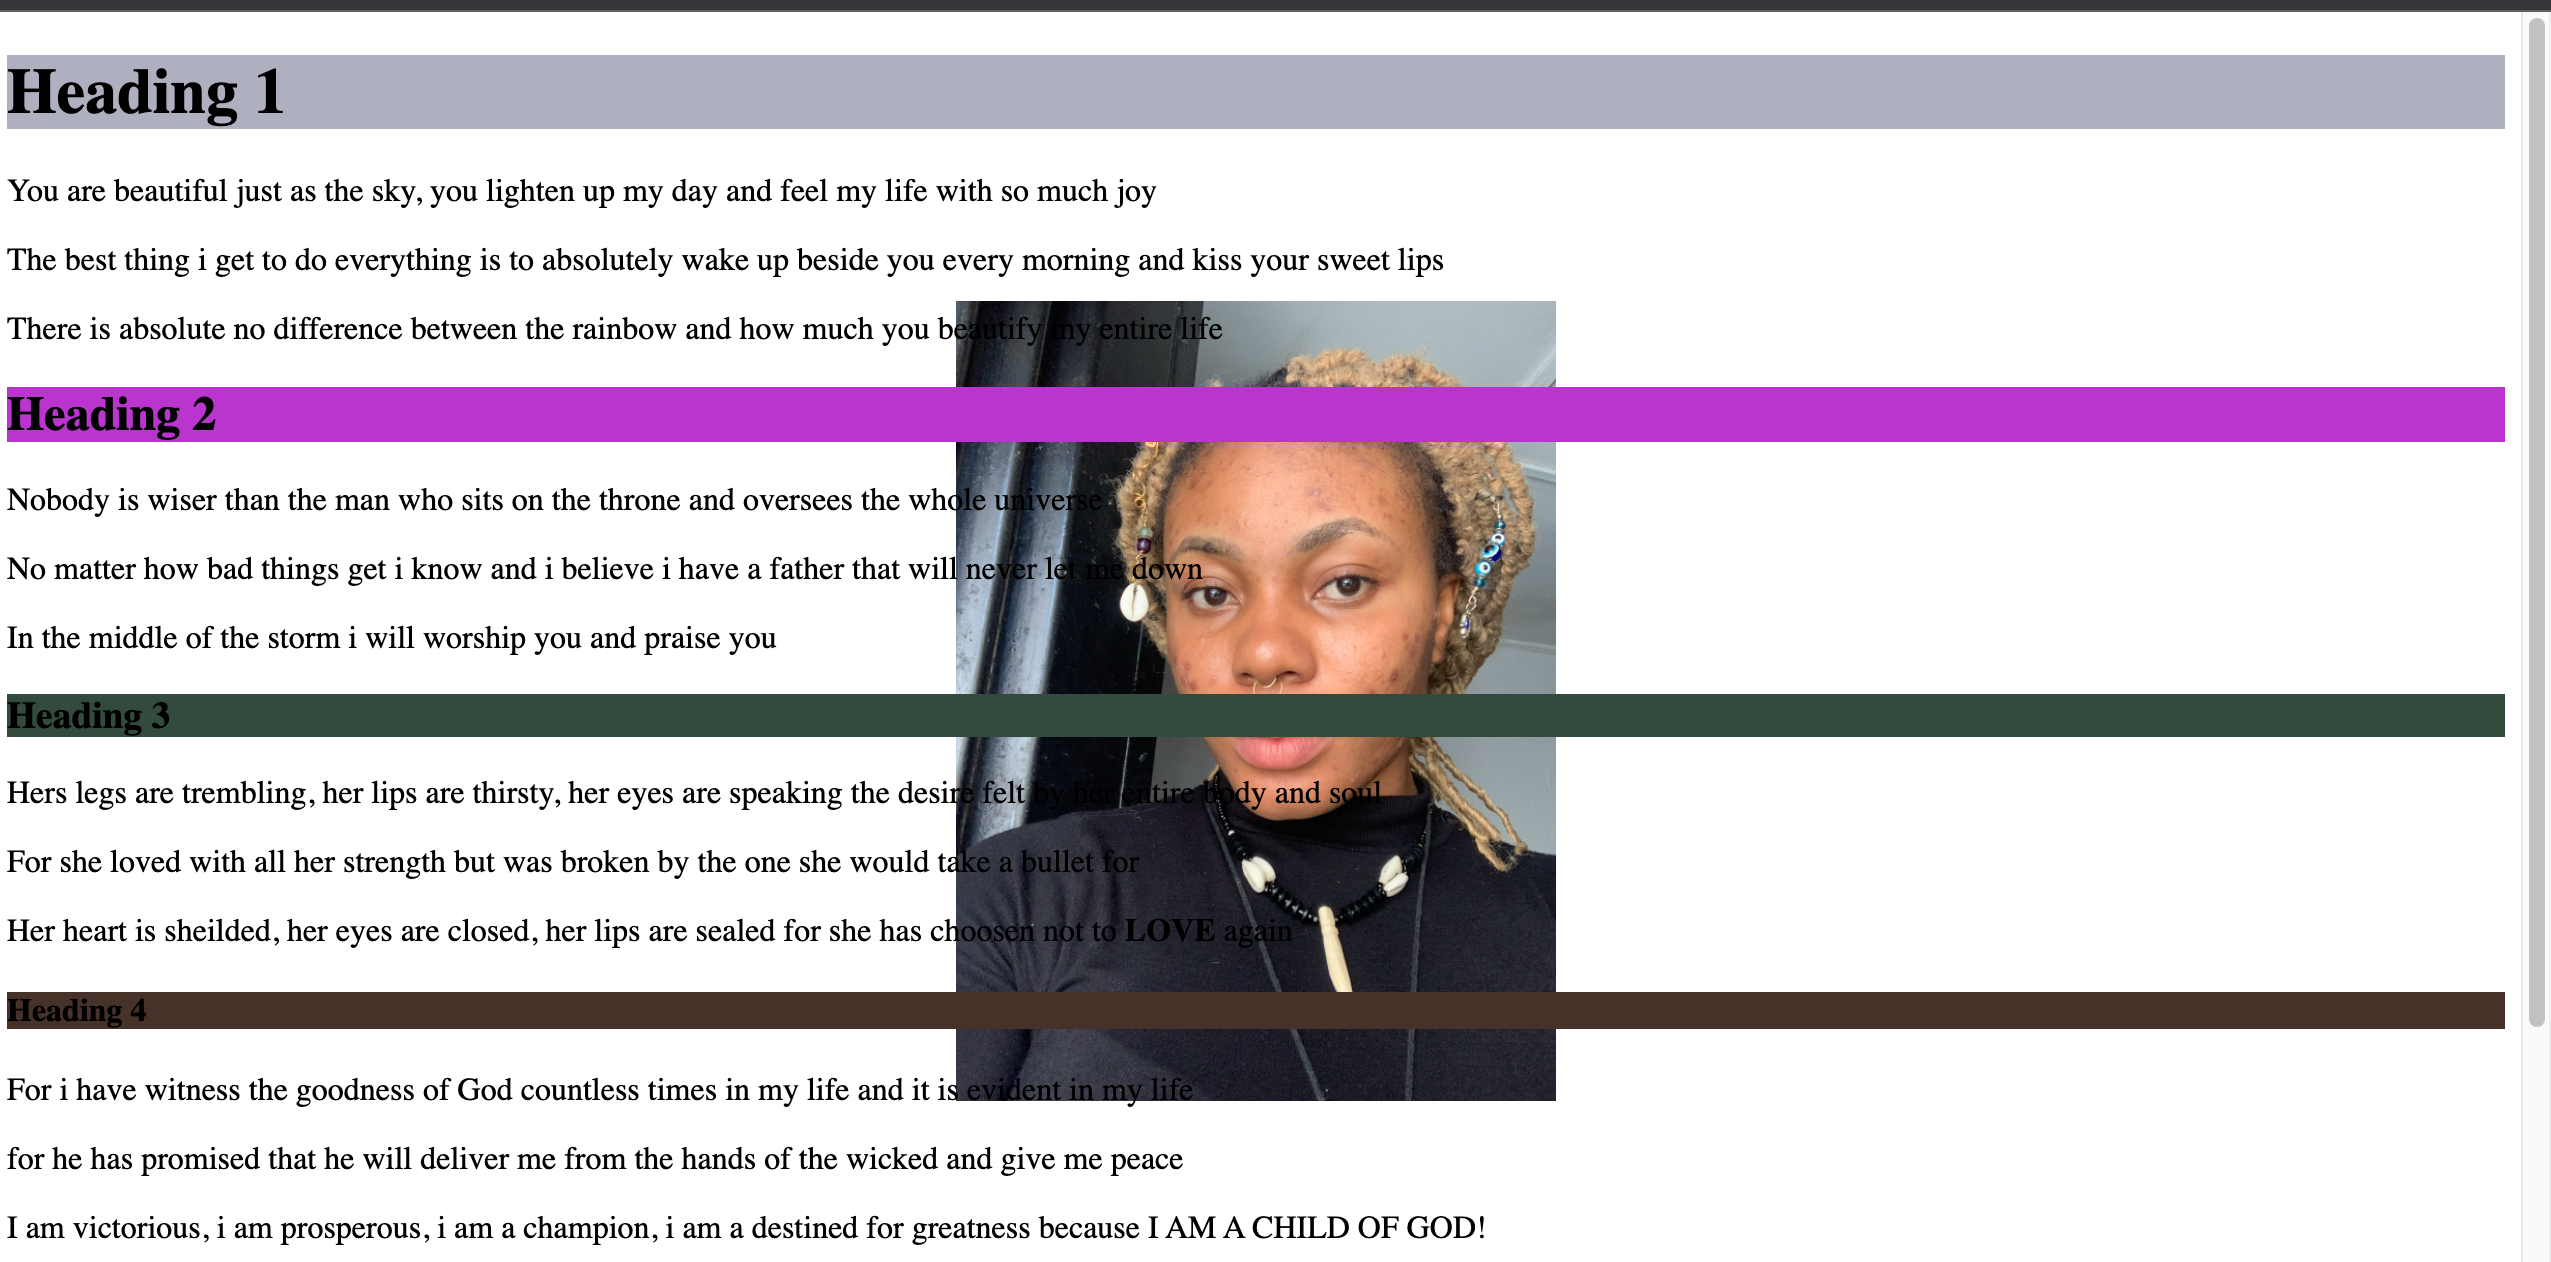 Heading 1
You are beautiful just as the sky, you lighten up my day and feel my life with so much joy
The best thing i get to do everything is to absolutely wake up beside you every morning and kiss your sweet lips
There is absolute no difference between the rainbow and how much you beautify my entire life
Heading 2
Nobody is wiser than the man who sits on the throne and oversees the whole universe
No matter how bad things get i know and i believe i have a father that will never let me down
In the middle of the storm i will worship you and praise you
Heading 3
Hers legs are trembling, her lips are thirsty, her eyes are speaking the desire felt by her entire body and soul
For she loved with all her strength but was broken by the one she would take a bullet for
Her heart is sheilded, her eyes are closed, her lips are sealed for she has choosen not to LOVE again
Heading 4
For i have witness the goodness of God countless times in my life and it is evident in my life
for he has promised that he will deliver me from the hands of the wicked and give me peace
I am victorious, i am prosperous, i am a champion, i am a destined for greatness because I AM A CHILD OF GOD!